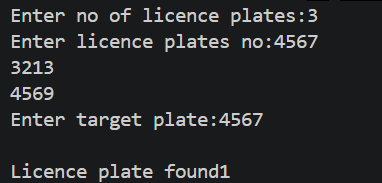 Enter no of licence plates:3
Enter licence plates no:4567
3213
4569
Enter target plate:4567
Licence plate found1